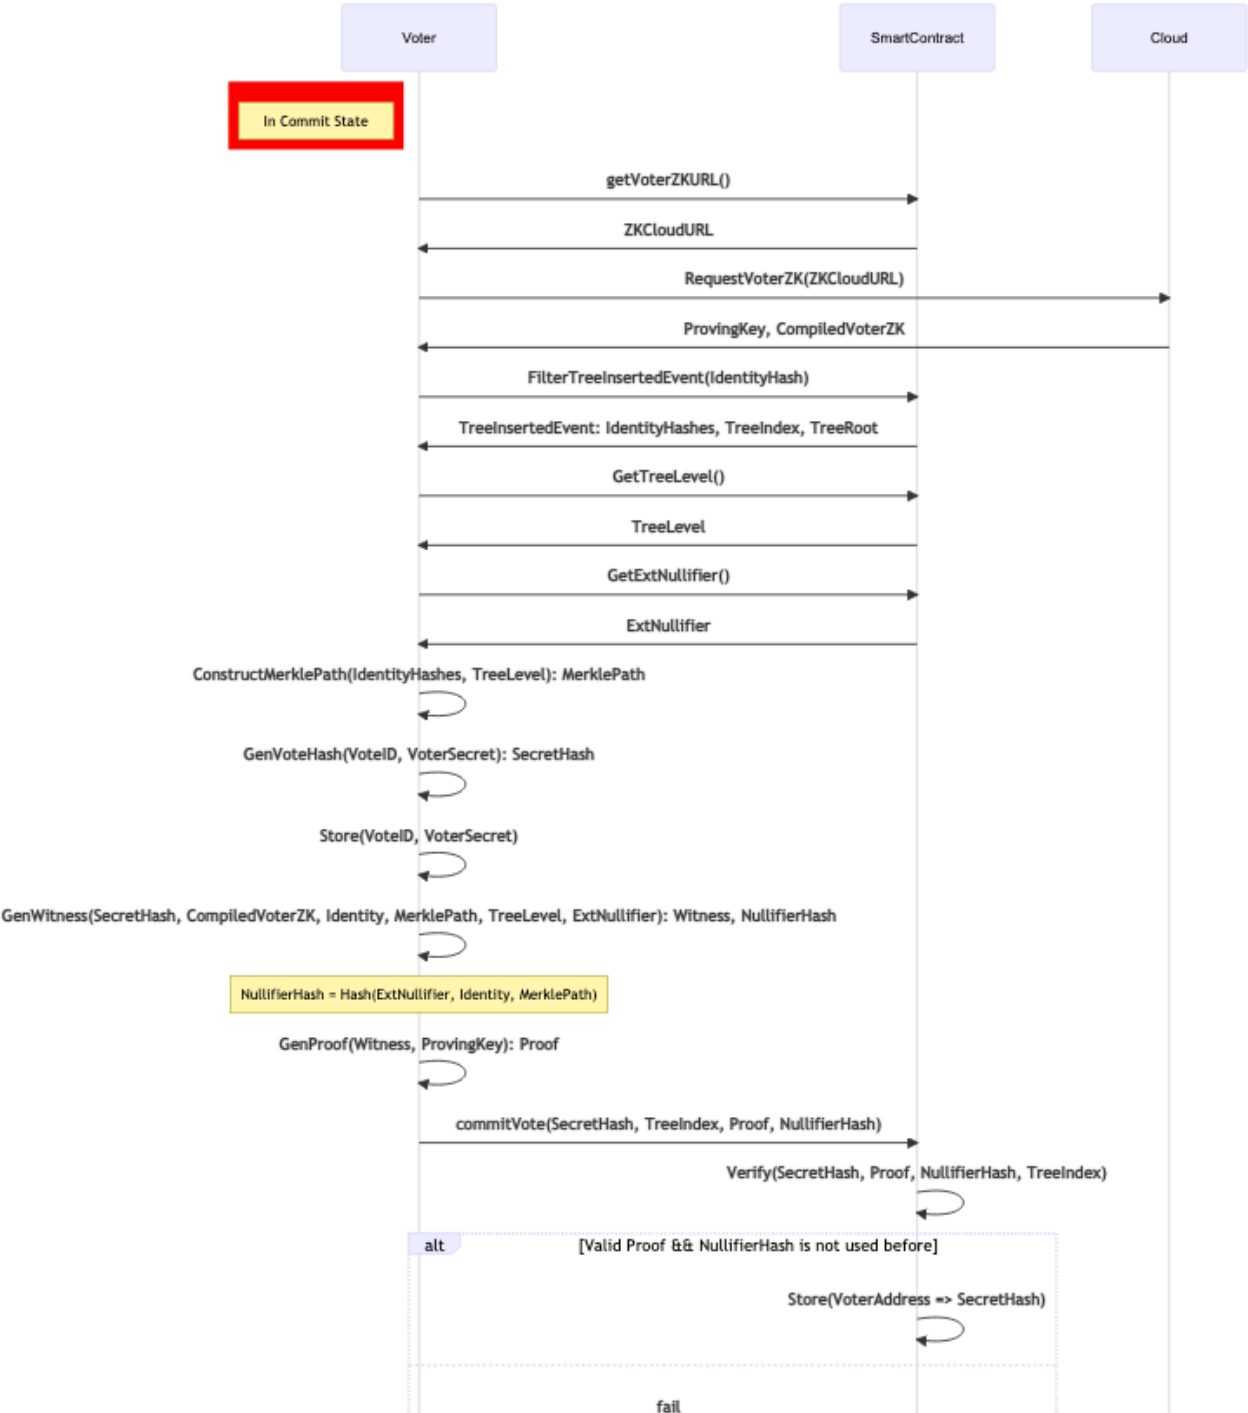 Voter
SmartContract
Cloud
In Commit State
getVoterZKURL()
ZKCloudURL
RequestVoterZK(ZKCloudURL)
ProvingKey, CompiledVoterZK
FilterTreeInsertedEvent(IdentityHash)
TreeInsertedEvent: IdentityHashes, TreeIndex, TreeRoot
GetTreeLevel()
TreeLevel
GetExtNullifier()
ExtNullifier
ConstructMerklePath(IdentityHashes, TreeLevel): MerklePath
GenVoteHash(VoteID, VoterSecret): SecretHash
Store(VoteID, VoterSecret)
GenWitness(SecretHash, CompiledVoterZK, Identity, MerklePath, TreeLevel, ExtNullifier): Witness, NullifierHash
NullifierHash = Hash(ExtNullifier, Identity, MerklePath)
GenProof(Witness, ProvingKey): Proof
commitVote(SecretHash, TreeIndex, Proof, NullifierHash)
Verify(SecretHash, Proof, NullifierHash, TreeIndex)
alt
[Valid Proof && NullifierHash is not used before]
Store(VoterAddress => SecretHash)
fail